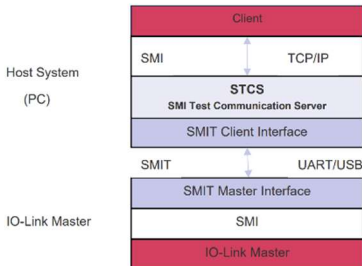 Client
SMI TCP/IP
Host System
(PC)
STCS
SMI Test Communication Server
SMIT Client Interface
SMIT UART/USB
SMIT Master Interface
IO-Link Master
SMI
IO-Link Master